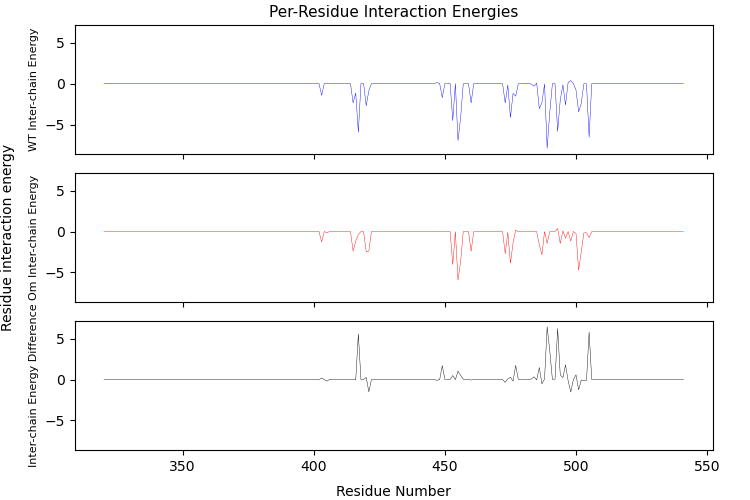 Per-Residue Interaction Energies
Residue interaction energy
WT Inter-chain Energy
5
0
−5
Om Inter-chain Energy
5
0
−5
Inter-chain Energy Difference
5
0
−5
350
400
450
500
550
Residue Number